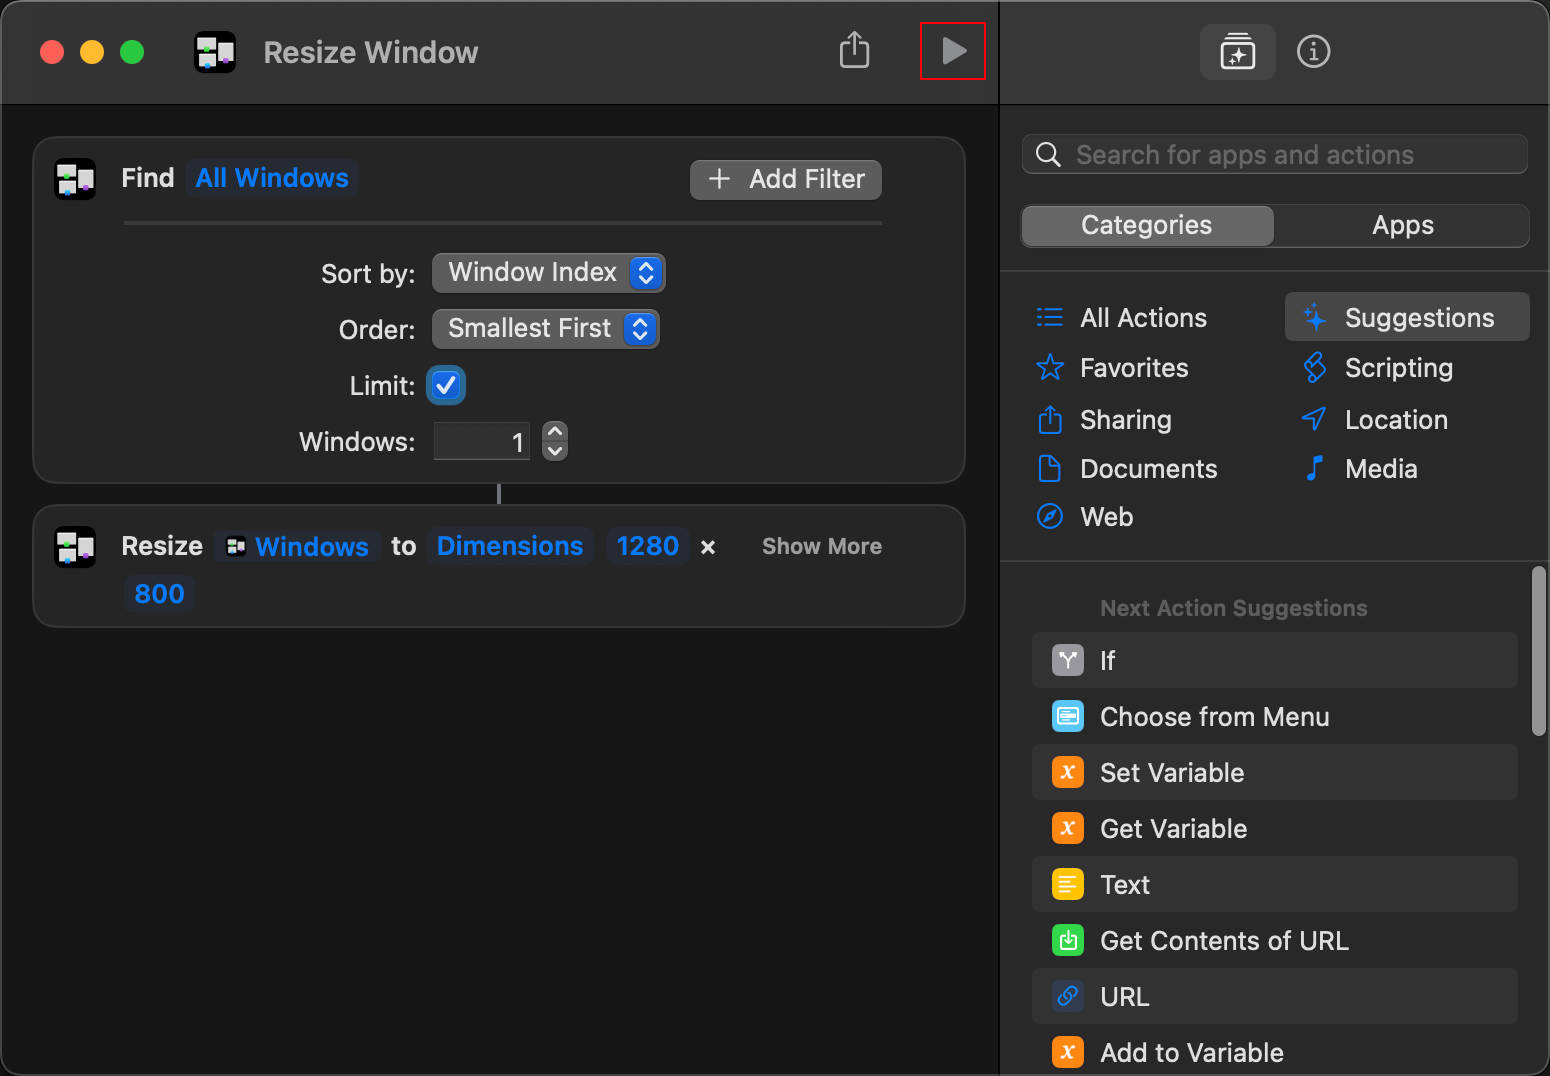 Resize Window
Find All Windows
Add Filter
Sort by: Window Index
Order: Smallest First
Limit:
Windows: 1
Resize Windows to Dimensions 1280 ×
Show More
800
Search for apps and actions
Categories
Apps
All Actions
Suggestions
Favorites
Scripting
Sharing
Location
Documents
Media
Web
Next Action Suggestions
If
Choose from Menu
Set Variable
Get Variable
Text
Get Contents of URL
URL
Add to Variable